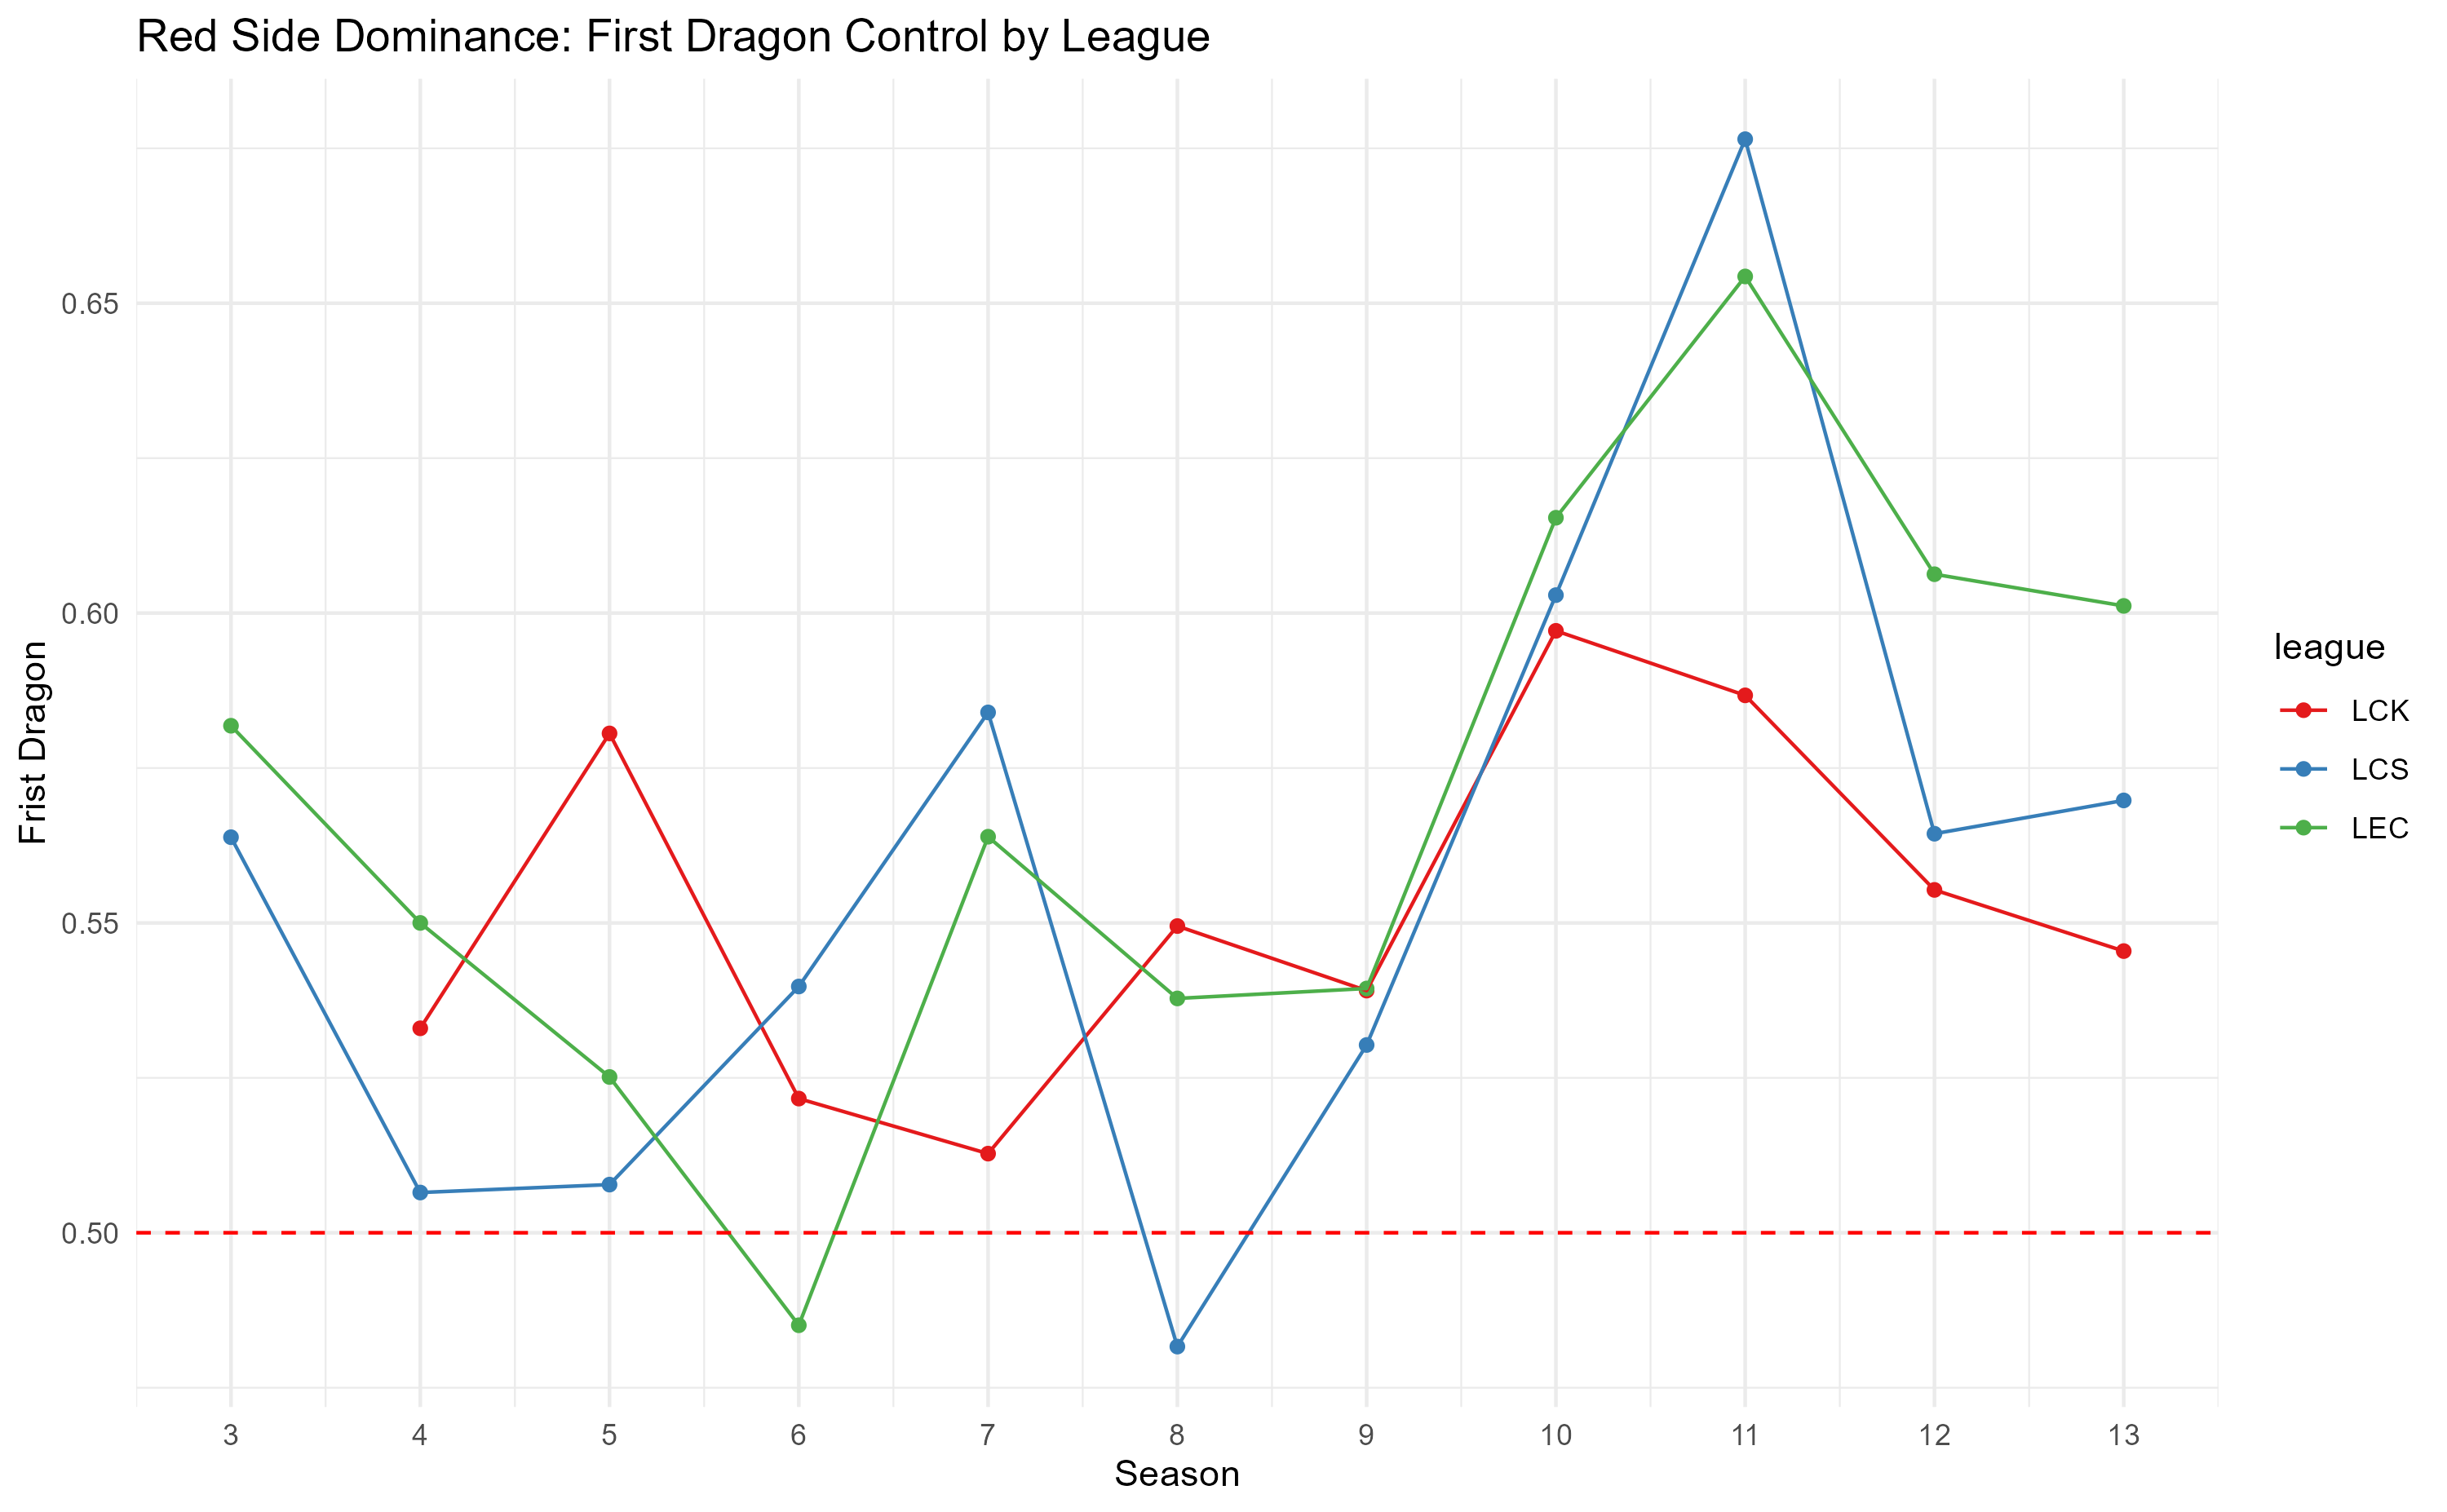 Red Side Dominance: First Dragon Control by League
Frist Dragon
0.65
0.60
0.55
0.50
3 4 5 6 7 8 9 10 11 12 13
Season
league
LCK
LCS
LEC